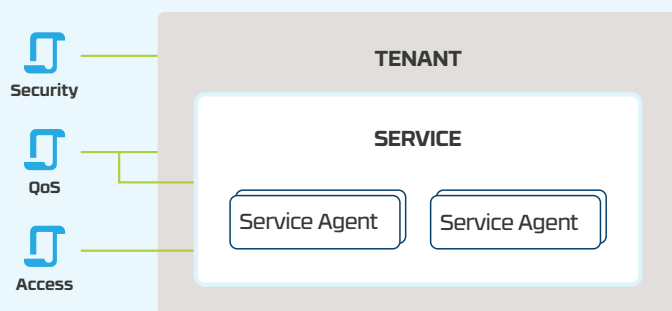 TENANT
Security
SERVICE
QoS
Service Agent
Service Agent
Access